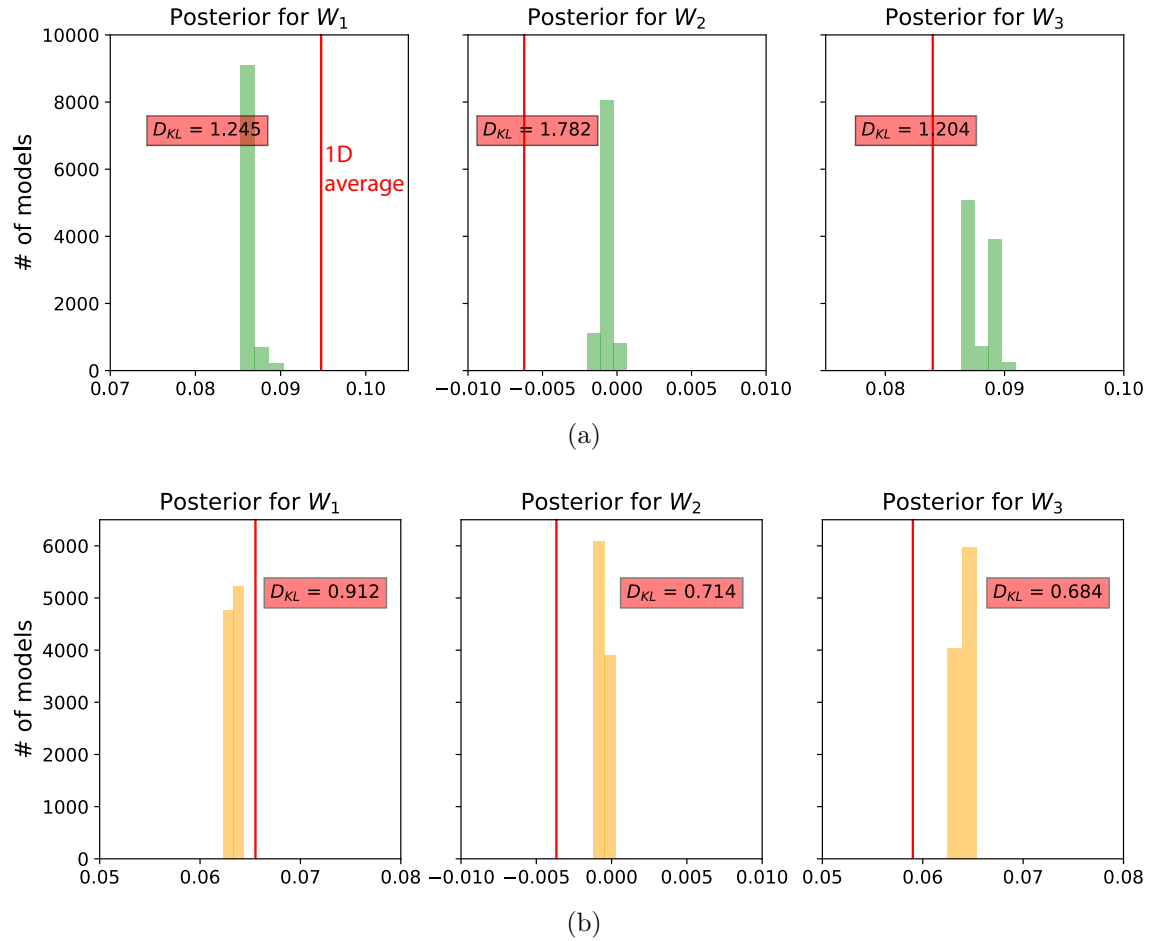 Posterior for W1
Posterior for W2
Posterior for W3
# of models
10000
8000
6000
4000
2000
0
DKL = 1.245
1D
average
DKL = 1.782
DKL = 1.204
0.07 0.08 0.09 0.10
−0.010 −0.005 0.000 0.005 0.010
0.08 0.09 0.10
(a)
Posterior for W1
Posterior for W2
Posterior for W3
# of models
6000
5000
4000
3000
2000
1000
0
DKL = 0.912
DKL = 0.714
DKL = 0.684
0.05 0.06 0.07 0.08
−0.010 −0.005 0.000 0.005 0.010
0.05 0.06 0.07 0.08
(b)